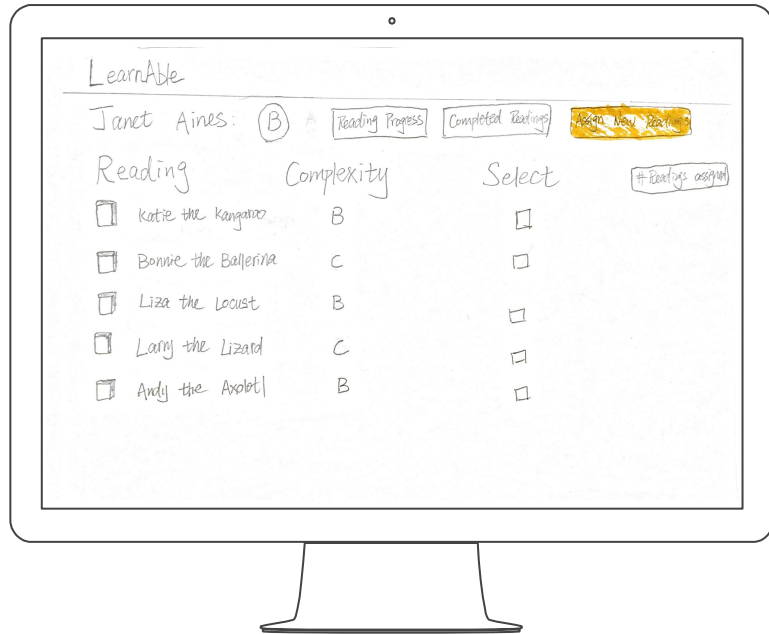 LearnAble
Janet Aines: B Reading Progress Completed Readings Assign New Readings
Reading Complexity Select # Readings assigned
Katie the Kangaroo B
Bonnie the Ballerina C
Liza the Locust B
Larry the Lizard C
Andy the Axolotl B